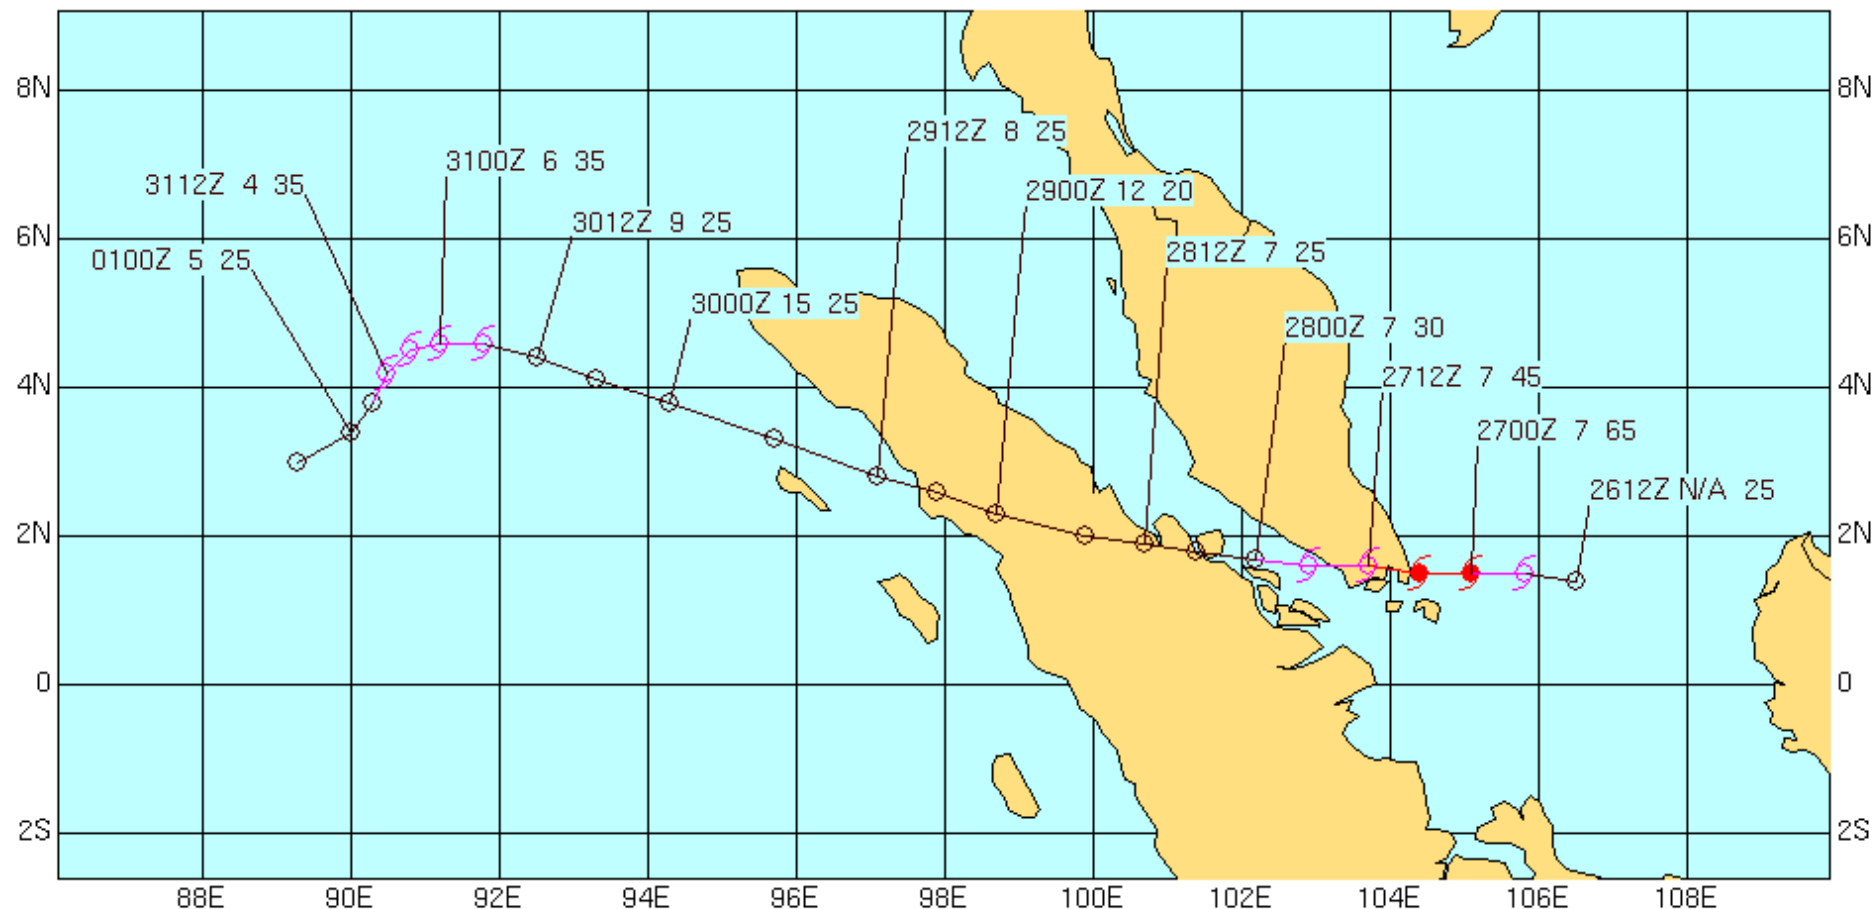 8N
8N
2912Z 8 25
3100Z 6 35
3112Z 4 35
2900Z 12 20
3012Z 9 25
6N
6N
2812Z 7 25
0100Z 5 25
3000Z 15 25
2800Z 7 30
4N
4N
2712Z 7 45
2700Z 7 65
2612Z N/A 25
2N
2N
0
0
2S
2S
88E 90E 92E 94E 96E 98E 100E 102E 104E 106E 108E